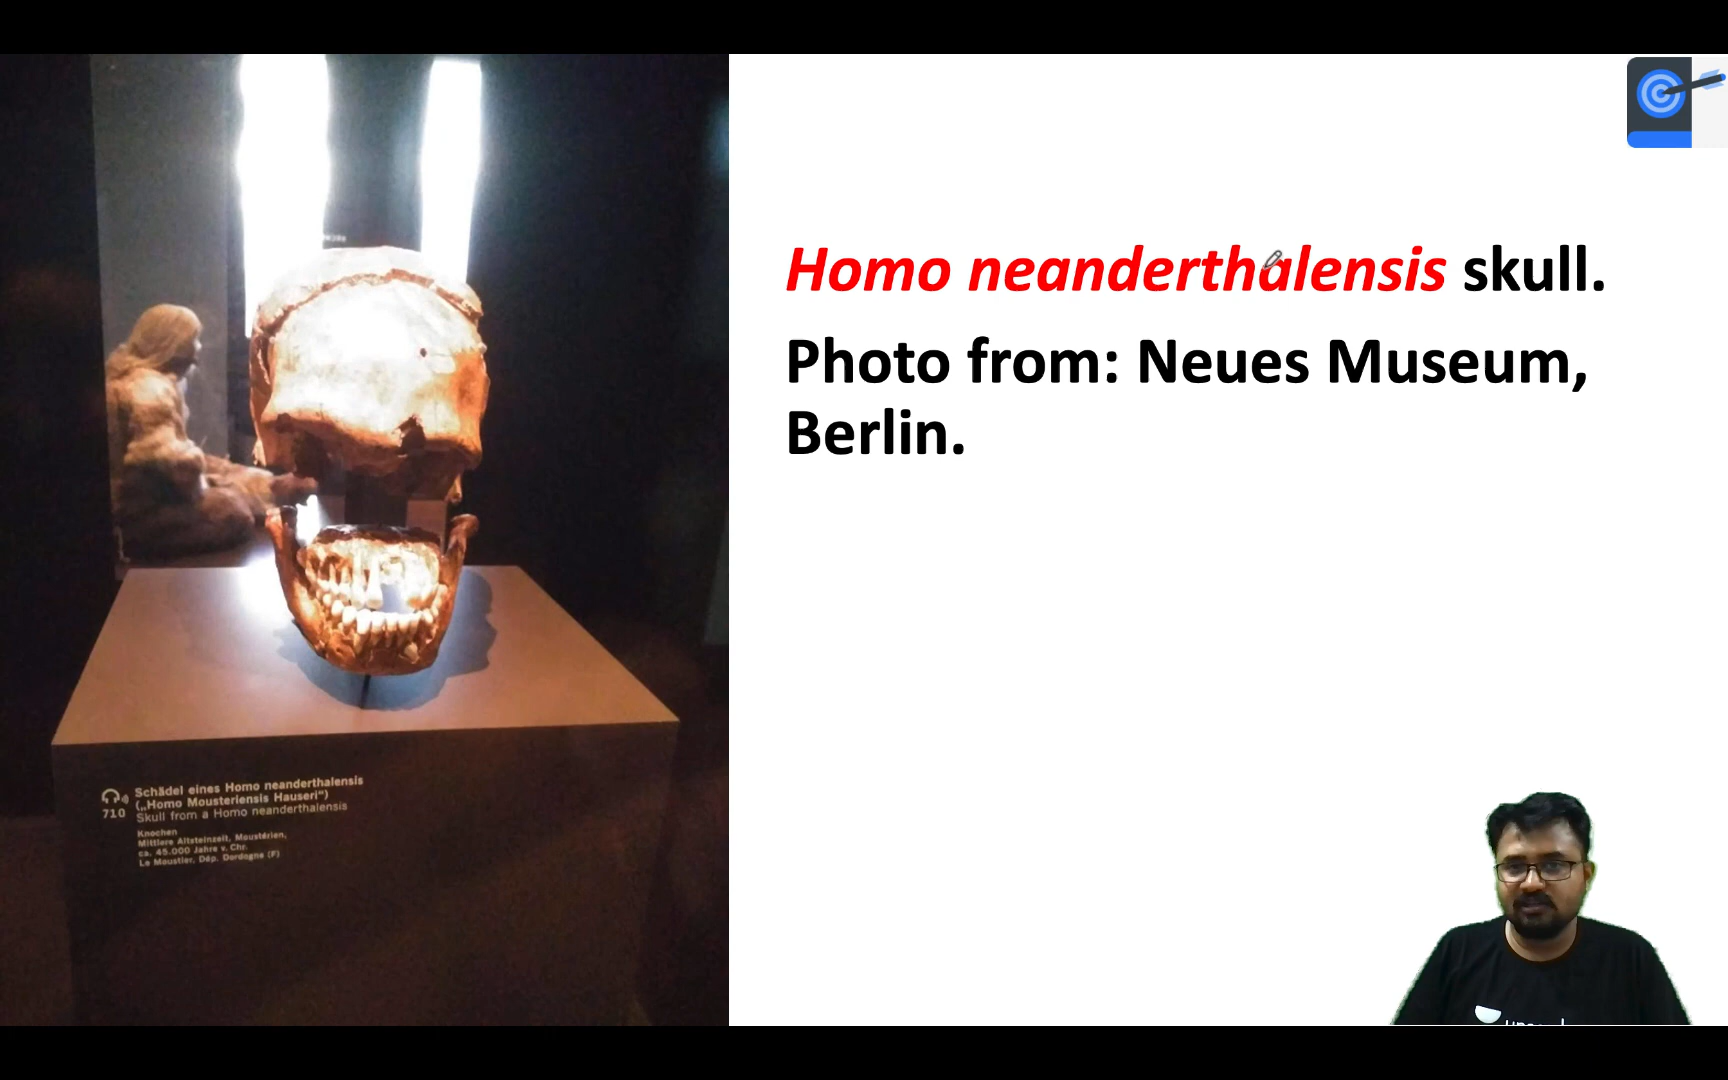 Homo neanderthalensis skull.
Photo from: Neues Museum,
Berlin.
710
Schädel eines Homo neanderthalensis
(„Homo Mousteriensis Hauseri“)
Skull from a Homo neanderthalensis
Knochen
Mittlere Altsteinzeit, Moustérien,
ca. 45.000 Jahre v. Chr.
Le Moustier, Dép. Dordogne (F)